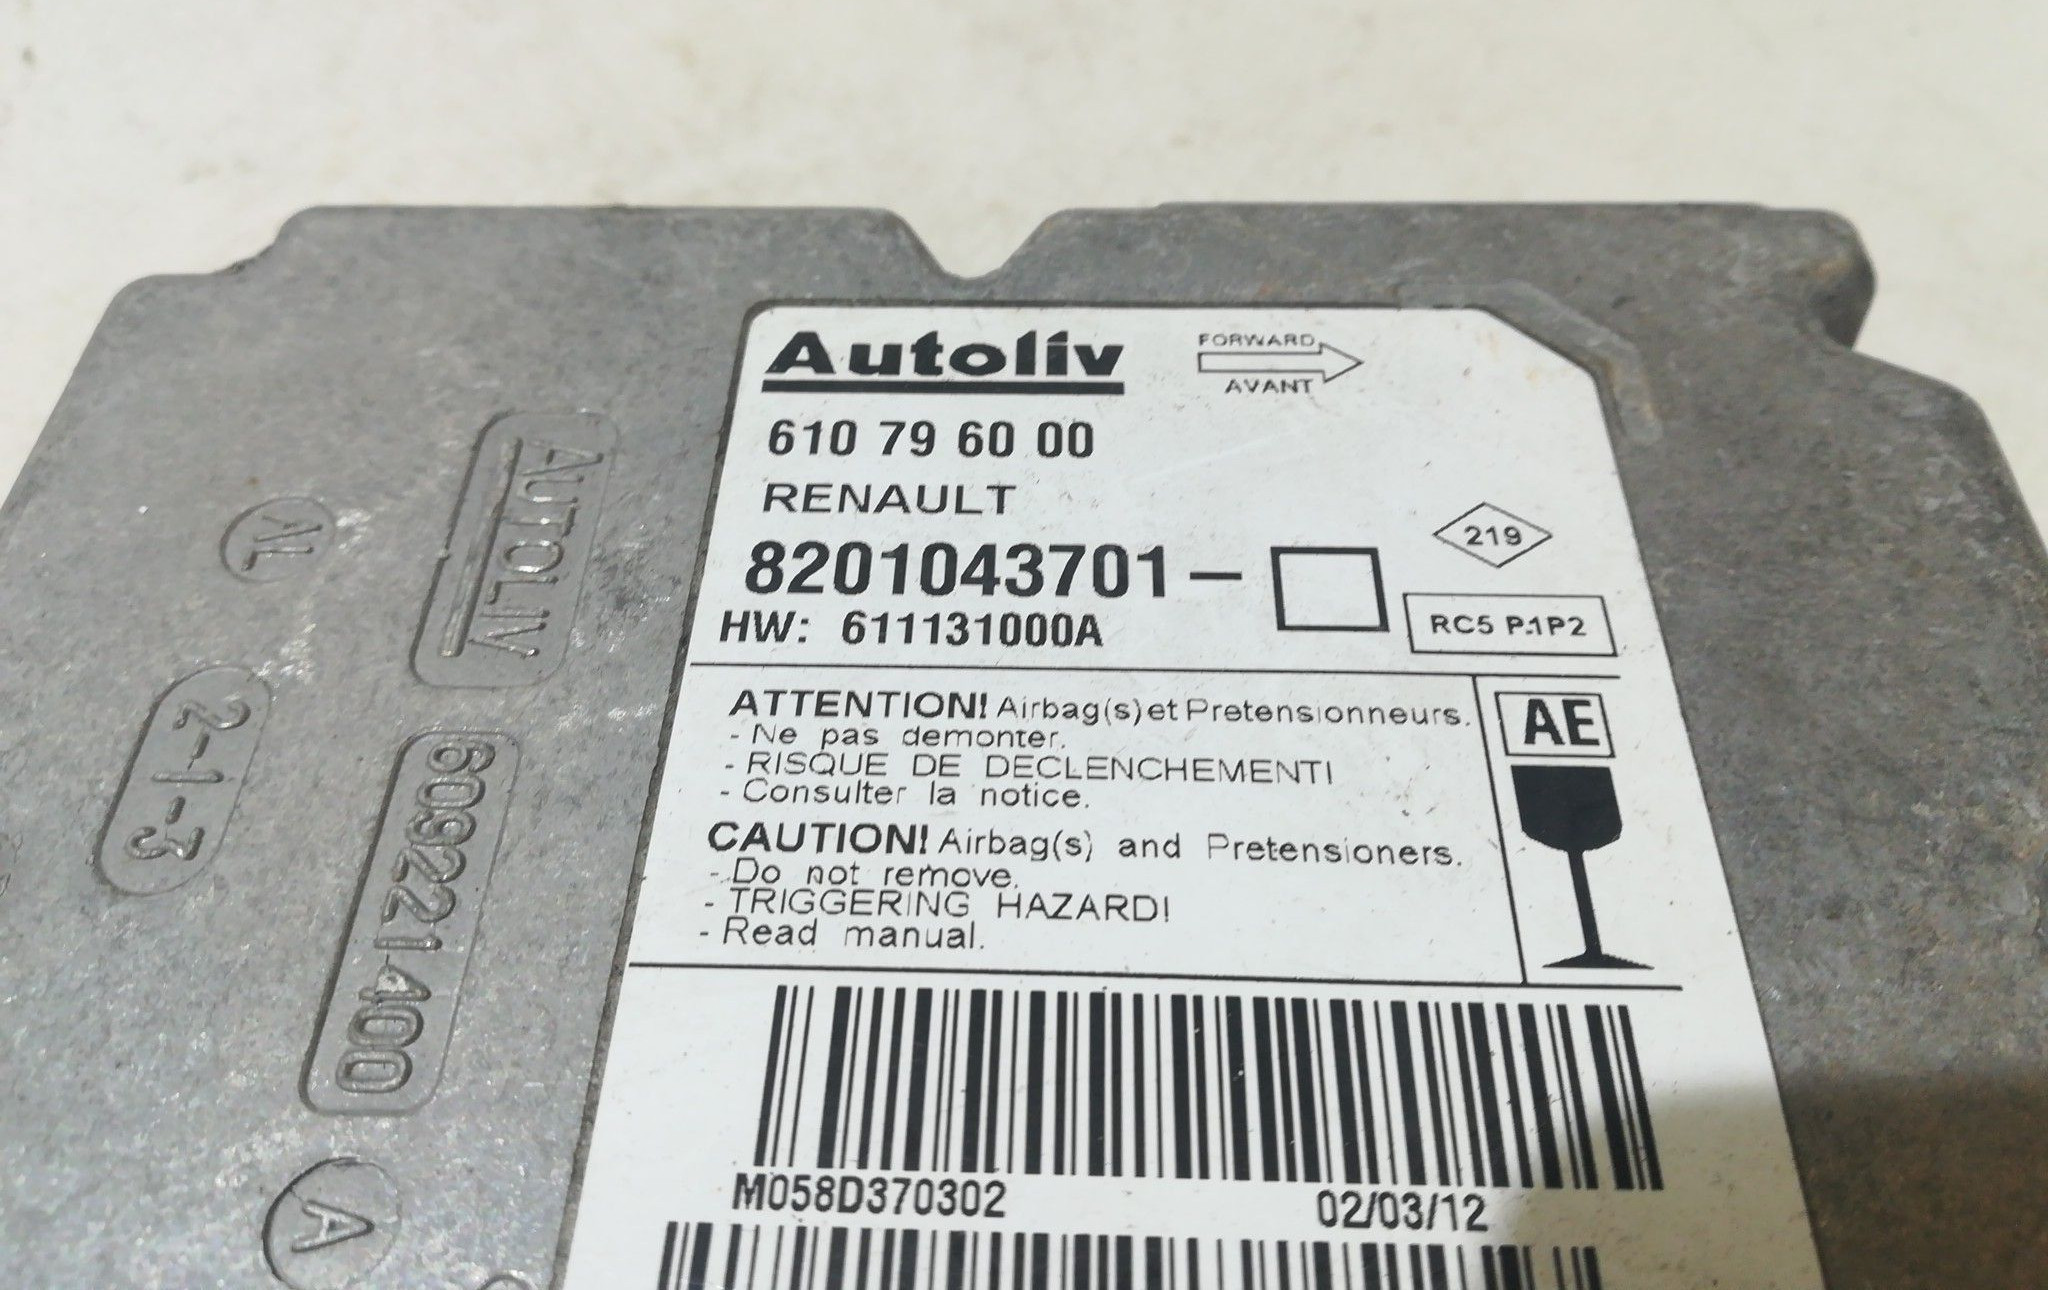 Autoliv
FORWARD
AVANT
610 79 60 00
RENAULT
8201043701-
219
HW: 611131000A
RC5 P.1P2
ATTENTION! Airbag(s) et Pretensionneurs.
- Ne pas demonter.
- RISQUE DE DECLENCHEMENT!
- Consulter la notice.
AE
CAUTION! Airbag(s) and Pretensioners.
- Do not remove.
- TRIGGERING HAZARD!
- Read manual.
M058D370302
02/03/12
AUTOLIV
AL
2-1-3
609221400
A